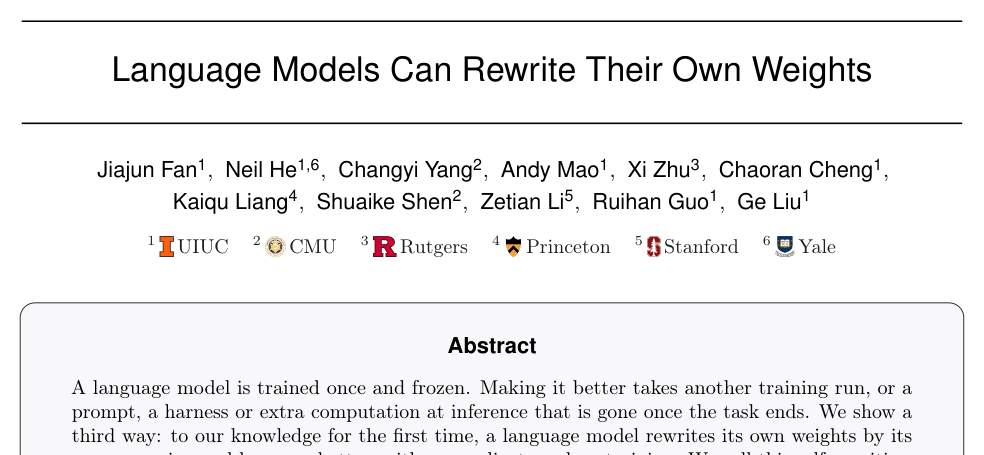 Language Models Can Rewrite Their Own Weights
Jiajun Fan1, Neil He1,6, Changyi Yang2, Andy Mao1, Xi Zhu3, Chaoran Cheng1,
Kaiqu Liang4, Shuaike Shen2, Zetian Li5, Ruihan Guo1, Ge Liu1
1 UIUC 2 CMU 3 Rutgers 4 Princeton 5 Stanford 6 Yale
Abstract
A language model is trained once and frozen. Making it better takes another training run, or a
prompt, a harness or extra computation at inference that is gone once the task ends. We show a
third way: to our knowledge for the first time, a language model rewrites its own weights by its